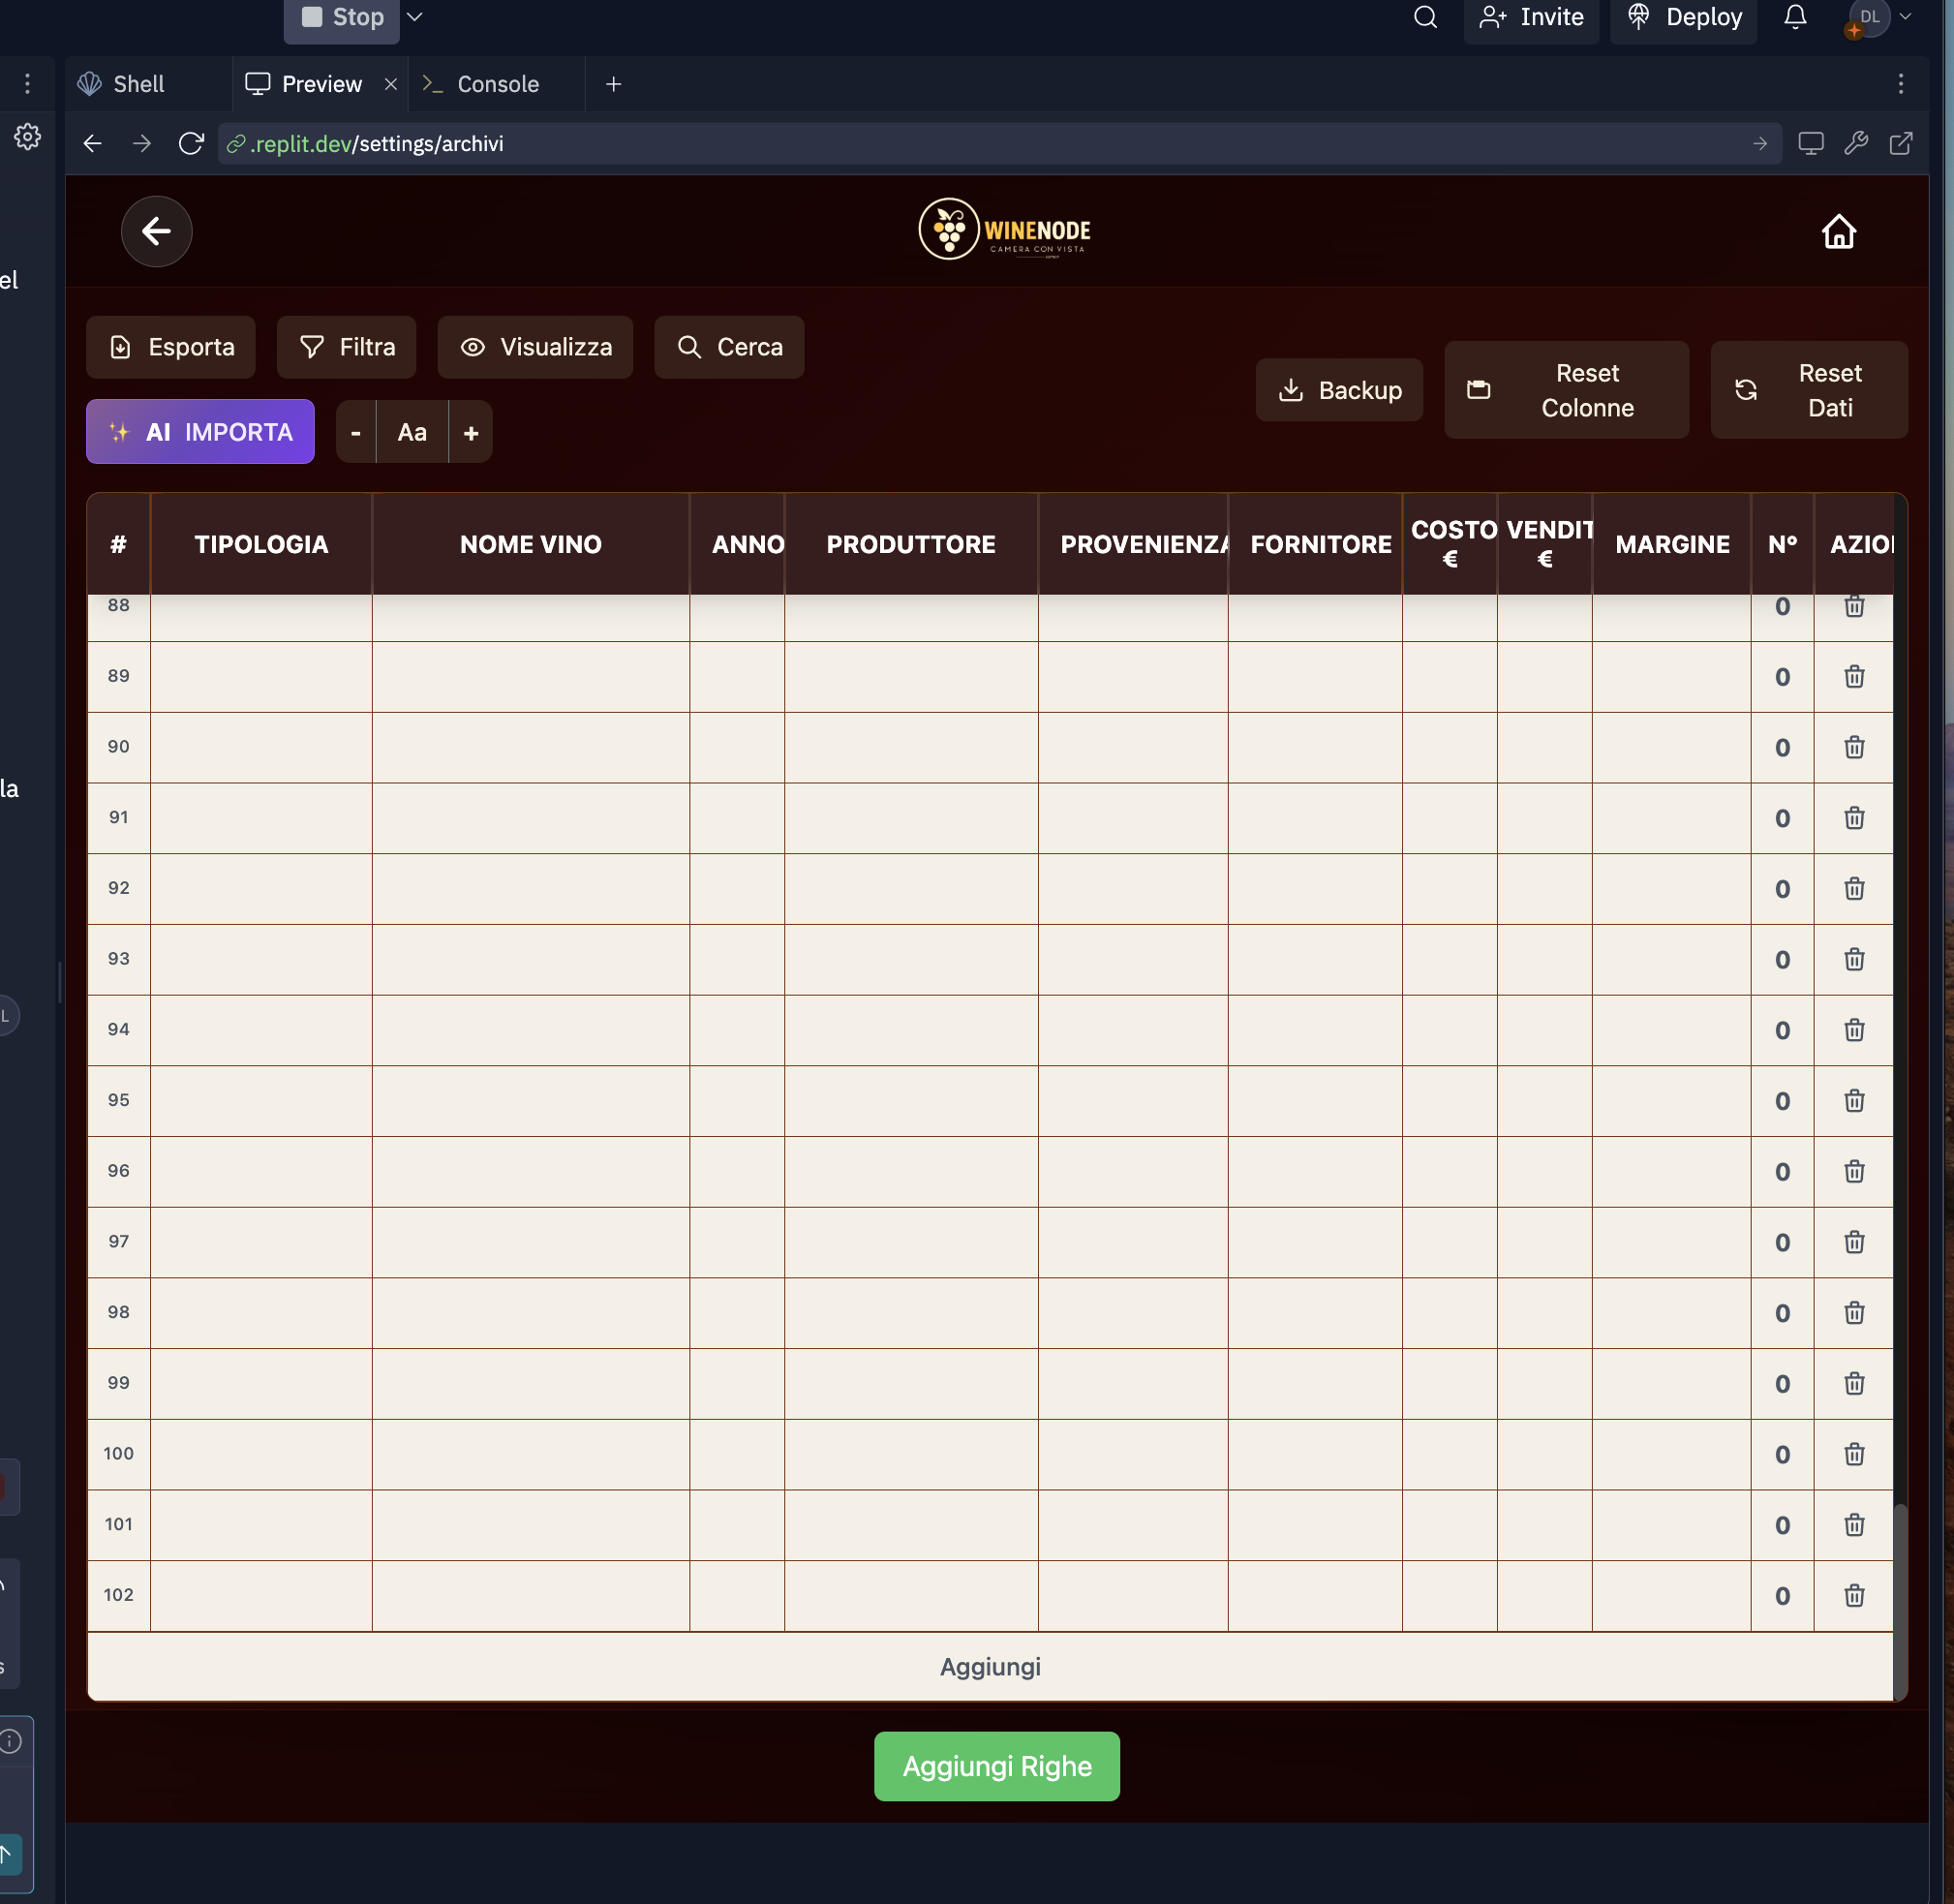 Stop
Invite
Deploy
DL
Shell
Preview
Console
.replit.dev/settings/archivi
el
WINENODE
CAMERA CON VISTA
Esporta
Filtra
Visualizza
Cerca
AI IMPORTA
- Aa +
Backup
Reset
Colonne
Reset
Dati
# TIPOLOGIA NOME VINO ANNO PRODUTTORE PROVENIENZA FORNITORE COSTO € VENDIT € MARGINE N° AZIO
88 0
89 0
90 0
la
91 0
92 0
93 0
94 0
L
95 0
96 0
97 0
98 0
99 0
100 0
101 0
102 0
s
Aggiungi
Aggiungi Righe